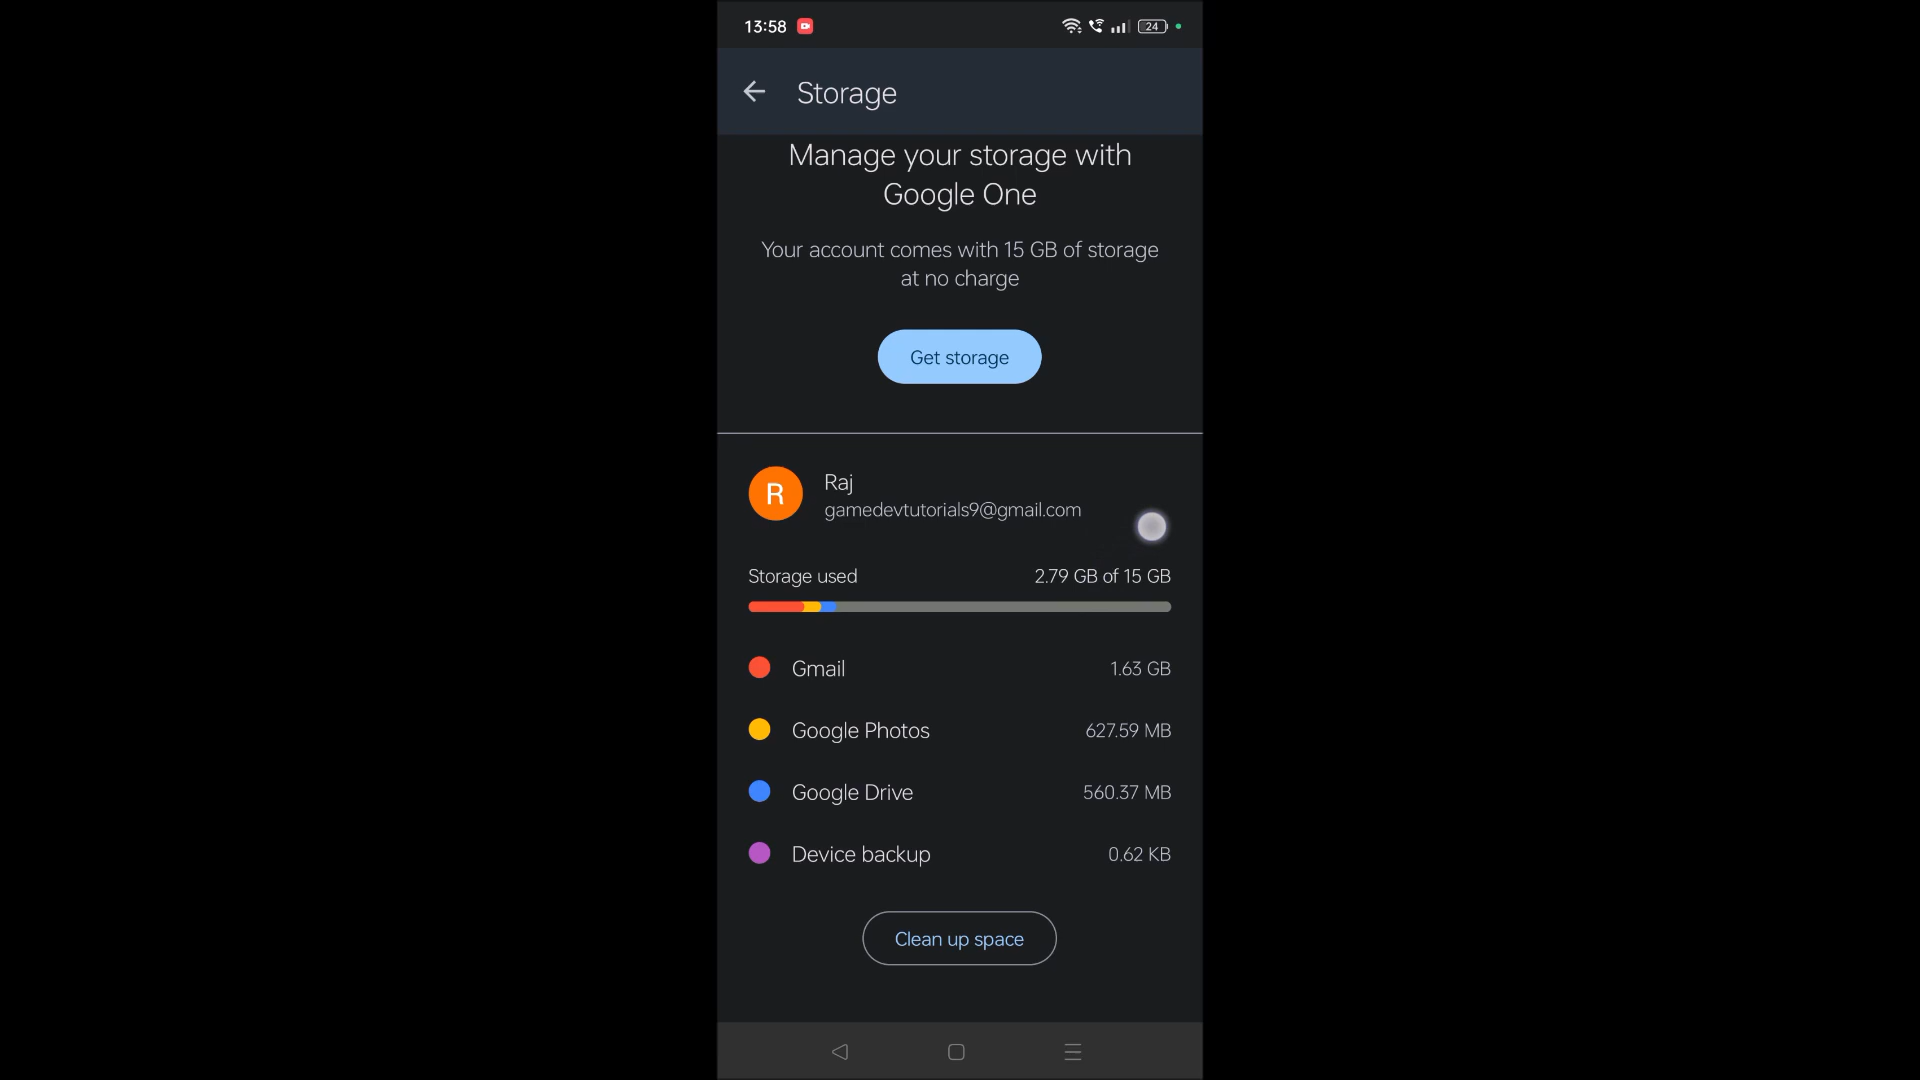 13:58
24
Storage
Manage your storage with
Google One
Your account comes with 15 GB of storage
at no charge
Get storage
R
Raj
gamedevtutorials9@gmail.com
Storage used 2.79 GB of 15 GB
Gmail 1.63 GB
Google Photos 627.59 MB
Google Drive 560.37 MB
Device backup 0.62 KB
Clean up space